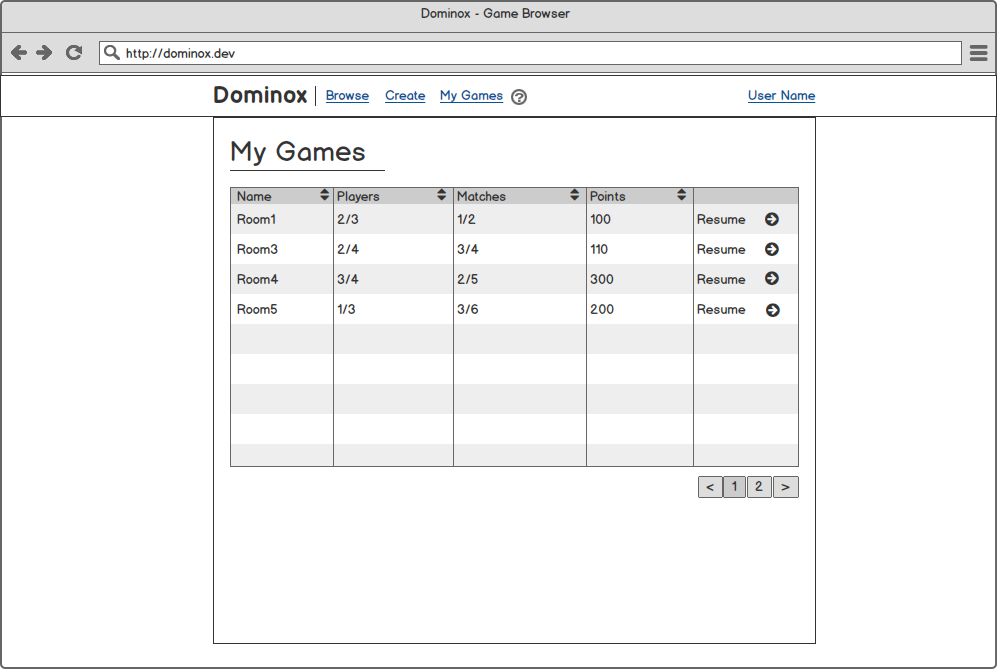 Dominox - Game Browser
http://dominox.dev
Dominox Browse Create My Games ? User Name
My Games
Name Players Matches Points
Room1 2/3 1/2 100 Resume
Room3 2/4 3/4 110 Resume
Room4 3/4 2/5 300 Resume
Room5 1/3 3/6 200 Resume
< 1 2 >